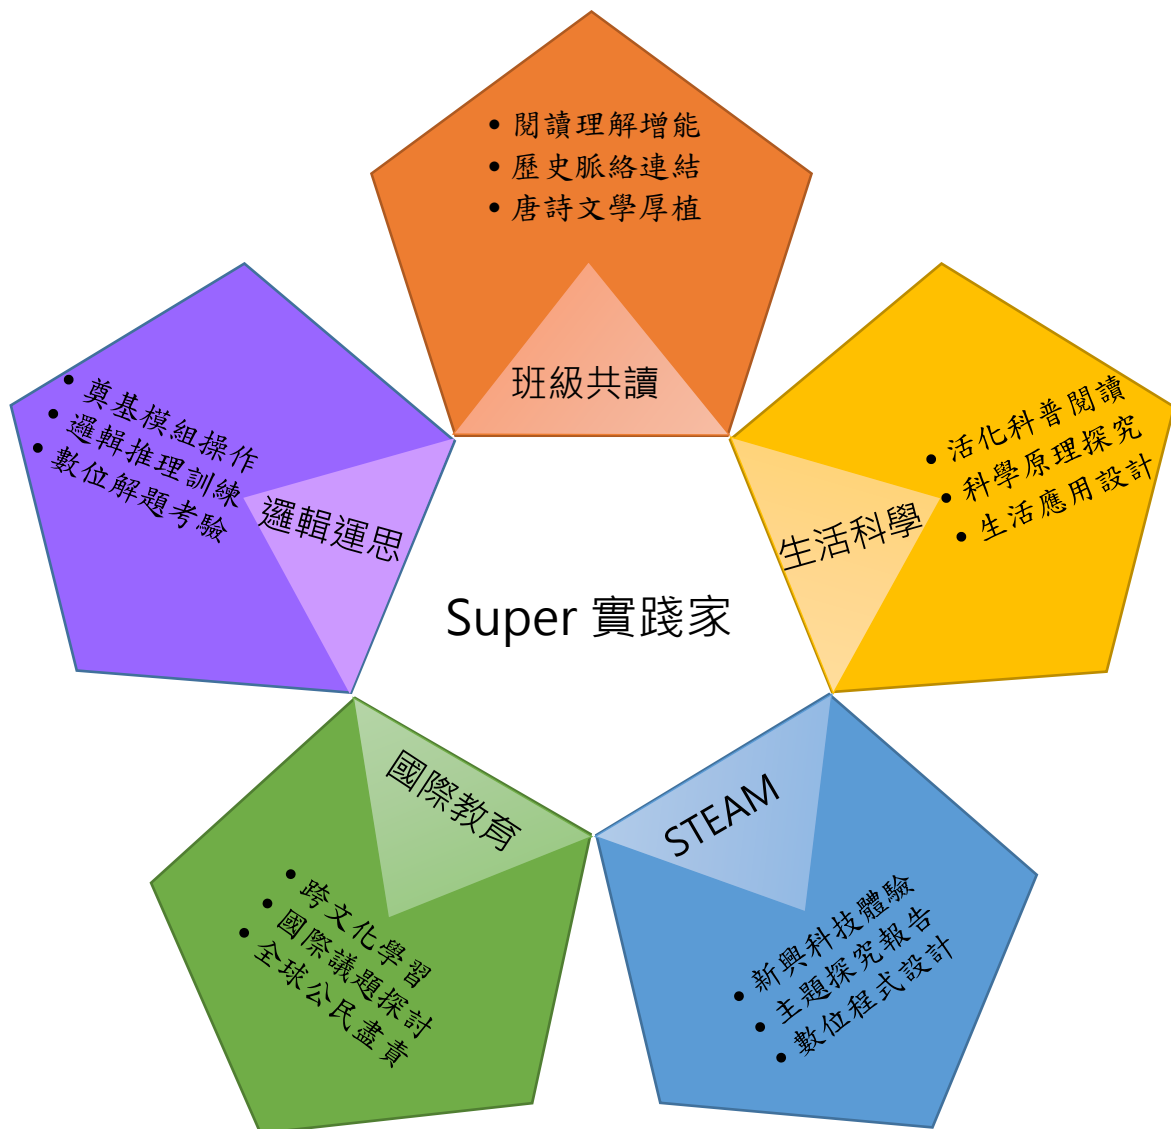 • 閱讀理解增能
• 歷史脈絡連結
• 唐詩文學厚植
班級共讀
• 活化科普閱讀
• 科學原理探究
• 生活應用設計
生活科學
STEAM
• 新興科技體驗
• 主題探究報告
• 數位程式設計
國際教育
• 跨文化學習
• 國際議題探討
• 全球公民盡責
• 奠基模組操作
• 邏輯推理訓練
• 數位解題考驗
邏輯運思
Super 實踐家